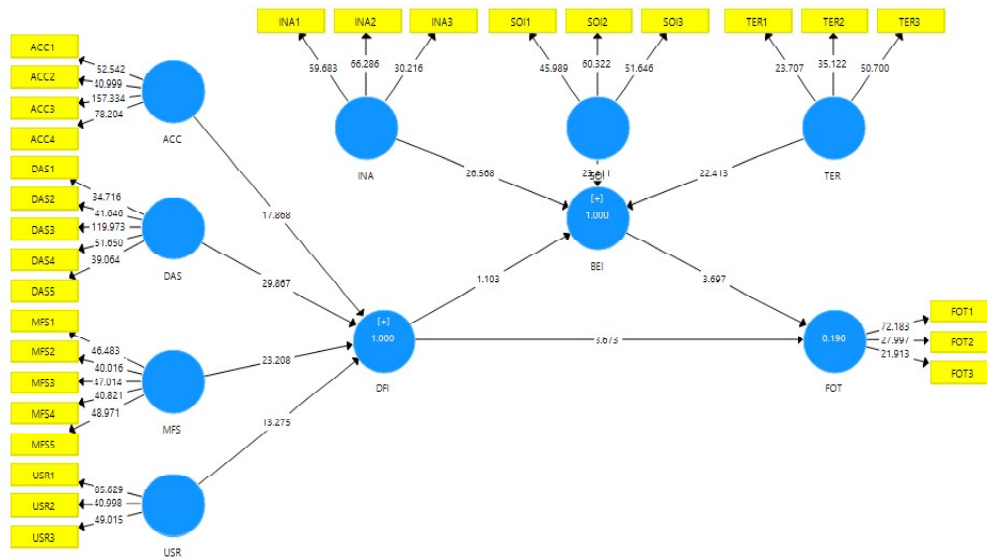 INA1
INA2
INA3
SOI1
SOI2
SOI3
TER1
TER2
TER3
59.683
66.286
30.216
45.989
60.322
51.646
23.707
35.122
50.700
ACC1
ACC2
ACC3
ACC4
52.542
40.999
157.334
78.204
ACC
INA
SOI
TER
DAS1
DAS2
DAS3
DAS4
DAS5
34.716
41.040
119.973
51.650
39.064
DAS
17.868
26.568
22.413
[+]
1.000
BEI
29.867
1.103
3.697
MFS1
MFS2
MFS3
MFS4
MFS5
46.483
40.016
47.014
40.821
48.971
MFS
23.208
[+]
1.000
DFI
0.190
FOT
FOT1
FOT2
FOT3
72.183
27.997
21.913
USR1
USR2
USR3
40.998
49.015
USR
13.275